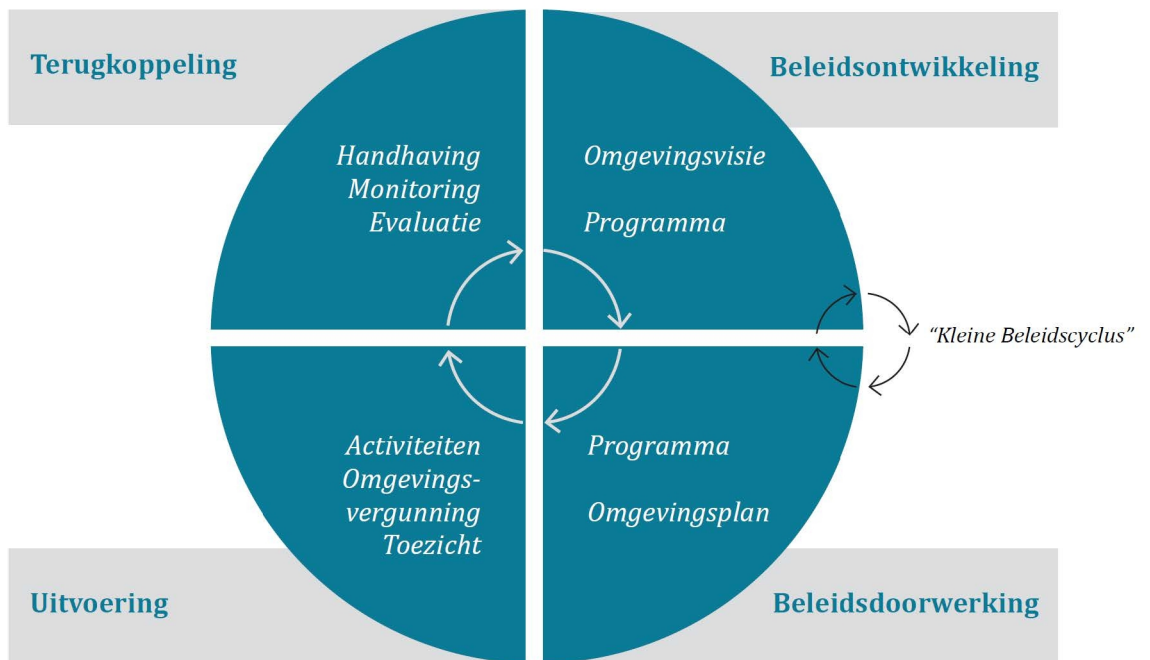 Terugkoppeling
Beleidsontwikkeling
Handhaving
Monitoring
Evaluatie
Omgevingsvisie
Programma
“Kleine Beleidscyclus”
Activiteiten
Omgevings-
vergunning
Toezicht
Programma
Omgevingsplan
Uitvoering
Beleidsdoorwerking